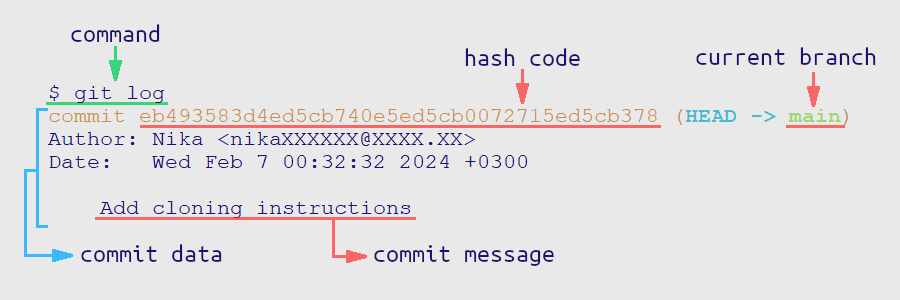 command
hash code
current branch
$ git log
commit eb493583d4ed5cb740e5ed5cb0072715ed5cb378 (HEAD -> main)
Author: Nika <nikaXXXXXX@XXXX.XX>
Date:   Wed Feb 7 00:32:32 2024 +0300
Add cloning instructions
commit data
commit message